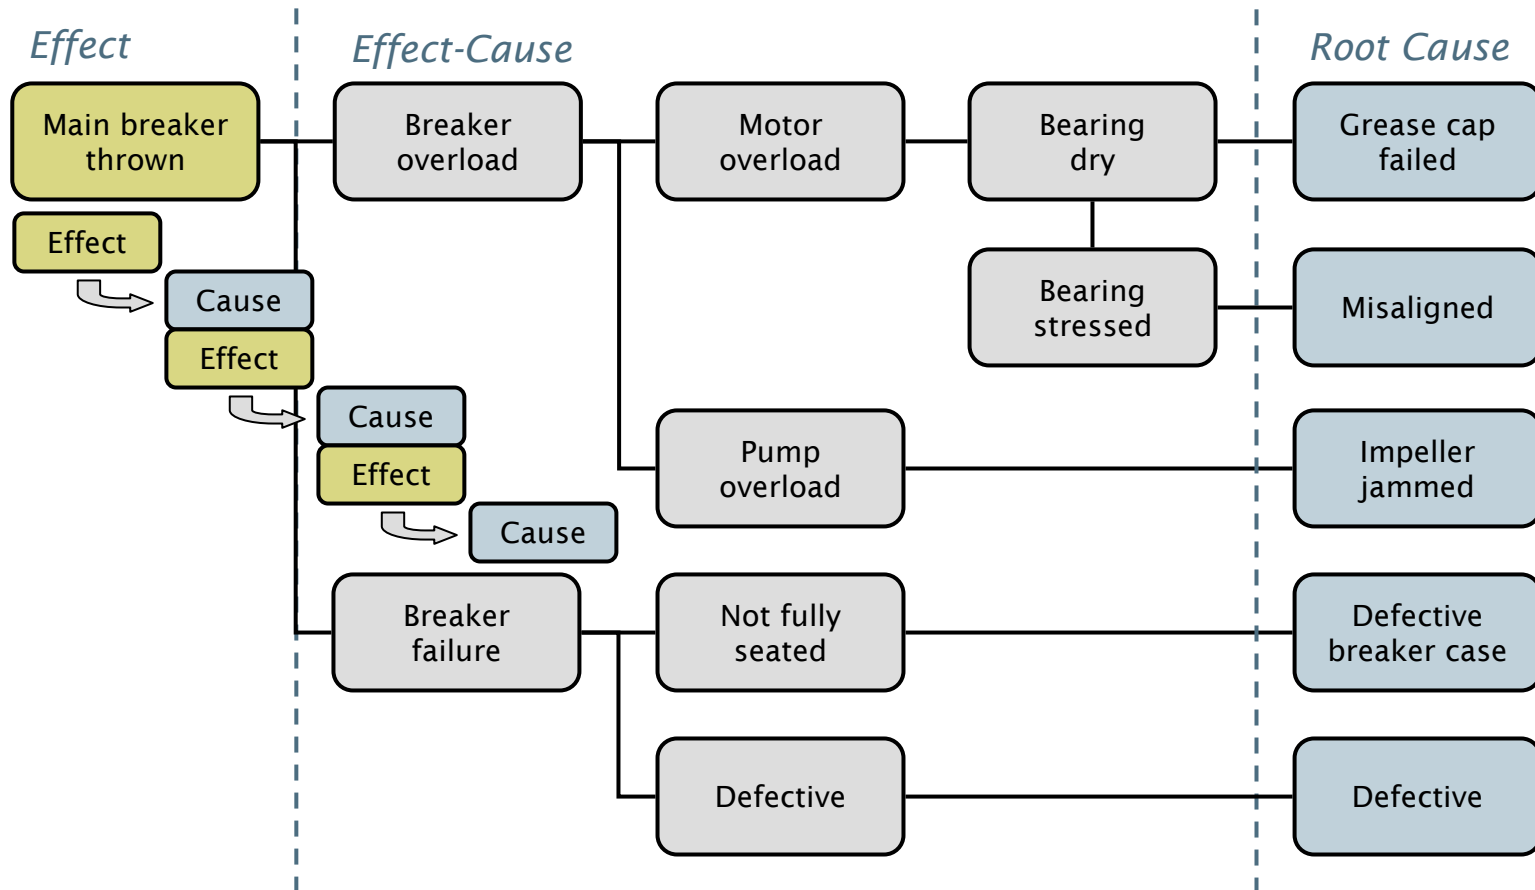 Effect
Effect-Cause
Root Cause
Main breaker
thrown
Breaker
overload
Motor
overload
Bearing
dry
Grease cap
failed
Effect
Cause
Effect
Bearing
stressed
Misaligned
Cause
Effect
Cause
Pump
overload
Impeller
jammed
Breaker
failure
Not fully
seated
Defective
breaker case
Defective
Defective